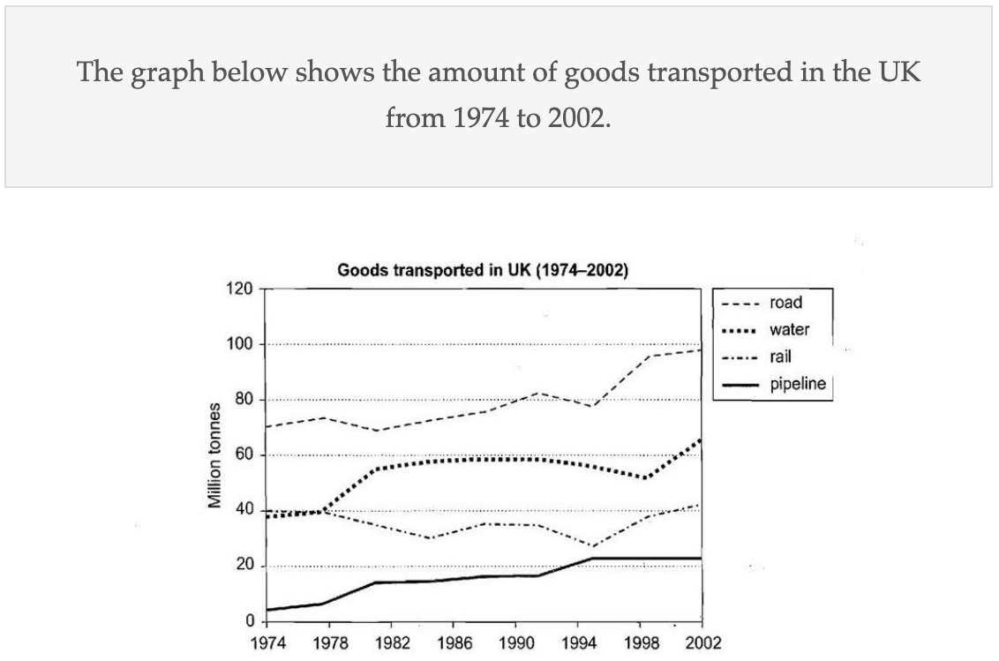 The graph below shows the amount of goods transported in the UK
from 1974 to 2002.
Goods transported in UK (1974–2002)
120
100
80
60
40
20
0
Million tonnes
1974 1978 1982 1986 1990 1994 1998 2002
road
water
rail
pipeline